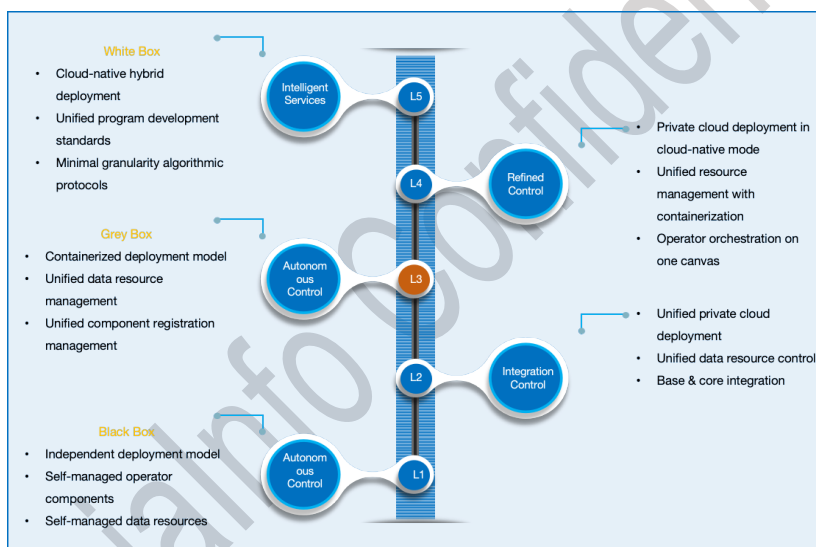 White Box
• Cloud-native hybrid
deployment
• Unified program development
standards
• Minimal granularity algorithmic
protocols
Intelligent
Services
L5
L4
Refined
Control
• Private cloud deployment in
cloud-native mode
• Unified resource
management with
containerization
• Operator orchestration on
one canvas
Grey Box
• Containerized deployment model
• Unified data resource
management
• Unified component registration
management
Autonom
ous
Control
L3
L2
Integration
Control
• Unified private cloud
deployment
• Unified data resource control
• Base & core integration
Black Box
• Independent deployment model
• Self-managed operator
components
• Self-managed data resources
Autonom
ous
Control
L1